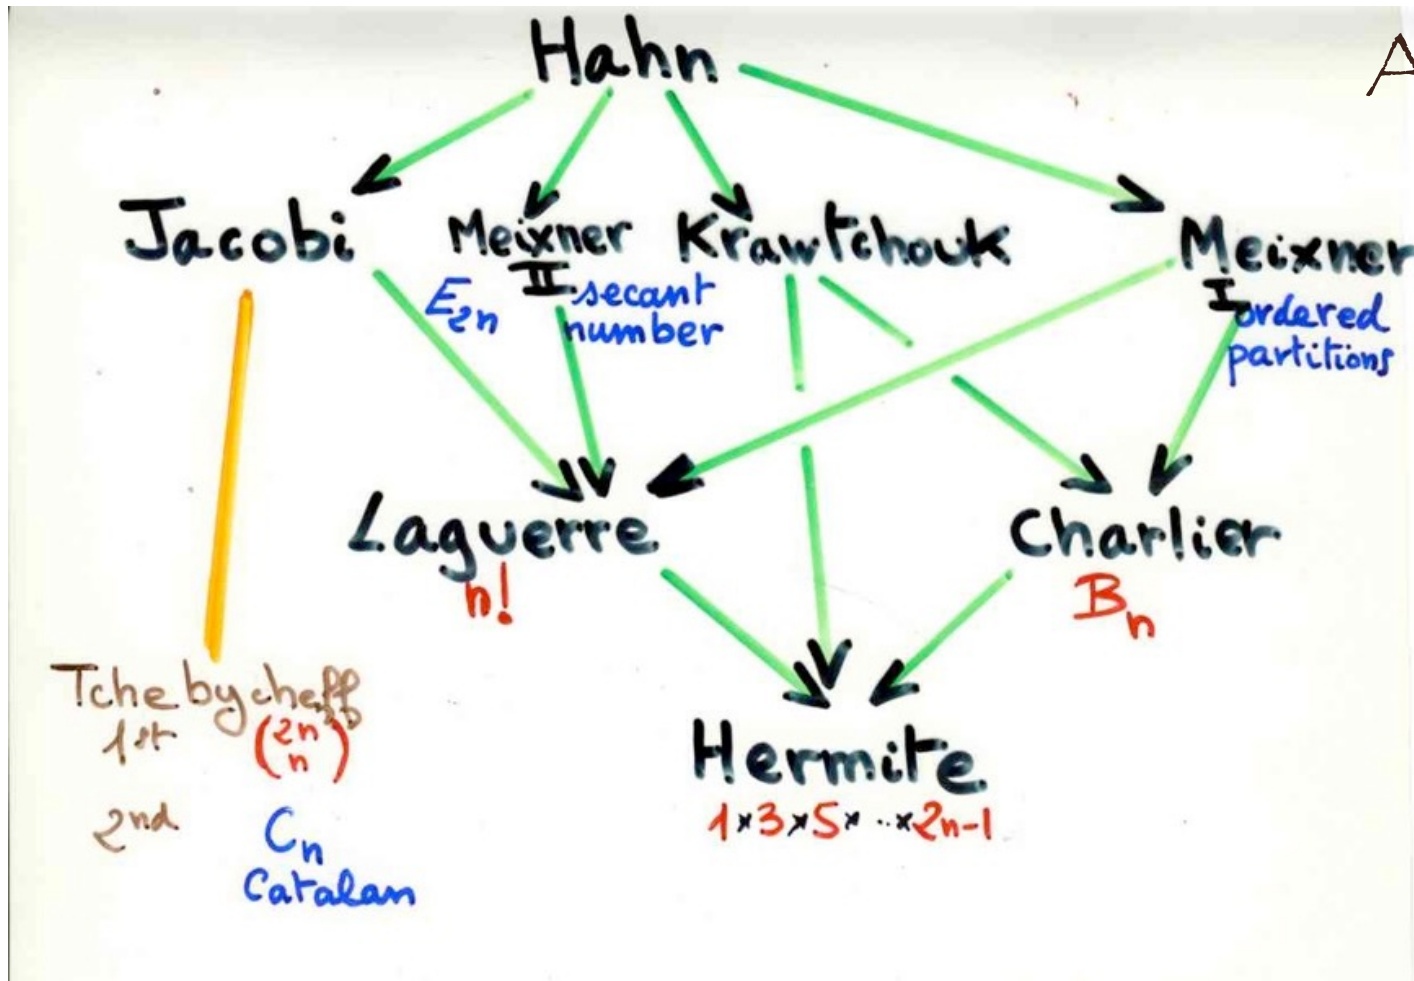 Hahn
A
Jacobi
Meixner
II
Krawtchouk
Meixner
I
E2n
secant
number
ordered
partitions
Laguerre
n!
Charlier
Bn
Tchebycheff
1st (2n n)
2nd Cn
Catalan
Hermite
1×3×5×··×2n-1